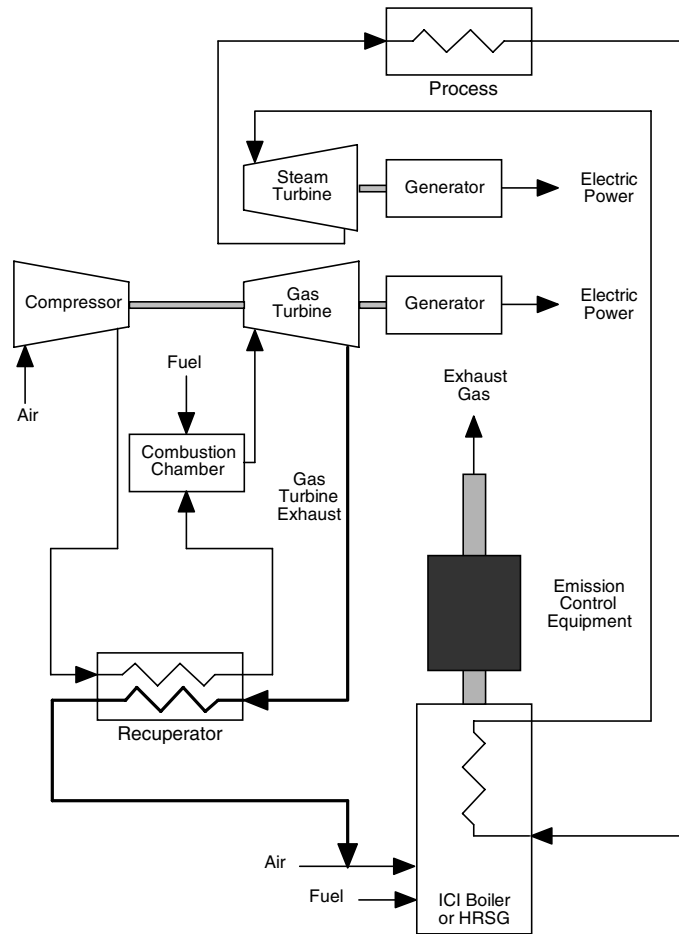 Process
Steam
Turbine
Generator
Electric
Power
Compressor
Gas
Turbine
Generator
Electric
Power
Air
Fuel
Exhaust
Gas
Combustion
Chamber
Gas
Turbine
Exhaust
Emission
Control
Equipment
Recuperator
Air
Fuel
ICI Boiler
or HRSG